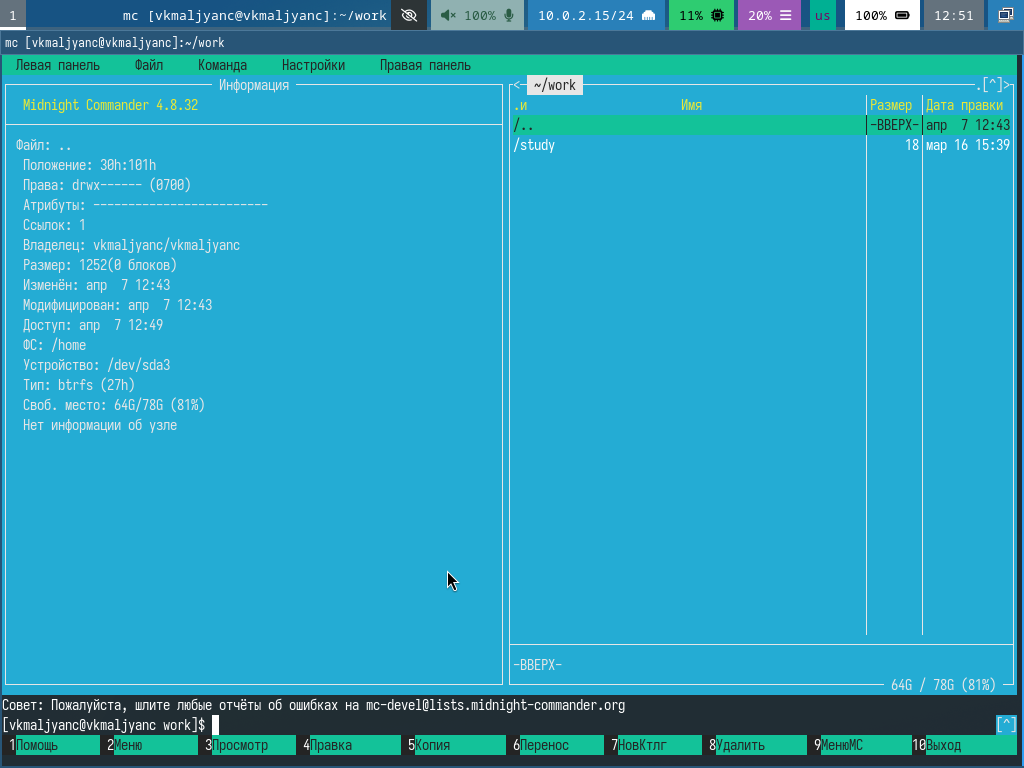 1 mc [vkmaljyanc@vkmaljyanc]:~/work 100% 10.0.2.15/24 11% 20% us 100% 12:51
mc [vkmaljyanc@vkmaljyanc]:~/work
Левая панель Файл Команда Настройки Правая панель
Информация
Midnight Commander 4.8.32
Файл: ..
Положение: 30h:101h
Права: drwx------ (0700)
Атрибуты: -------------------------
Ссылок: 1
Владелец: vkmaljyanc/vkmaljyanc
Размер: 1252(0 блоков)
Изменён: апр  7 12:43
Модифицирован: апр  7 12:43
Доступ: апр  7 12:49
ФС: /home
Устройство: /dev/sda3
Тип: btrfs (27h)
Своб. место: 64G/78G (81%)
Нет информации об узле
<- ~/work .[^]>
.и Имя Размер Дата правки
/.. -ВВЕРХ- апр  7 12:43
/study 18 мар 16 15:39
-ВВЕРХ-
64G / 78G (81%)
Совет: Пожалуйста, шлите любые отчёты об ошибках на mc-devel@lists.midnight-commander.org
[vkmaljyanc@vkmaljyanc work]$ [^]
1Помощь 2Меню 3Просмотр 4Правка 5Копия 6Перенос 7НовКтлг 8Удалить 9МенюMC 10Выход